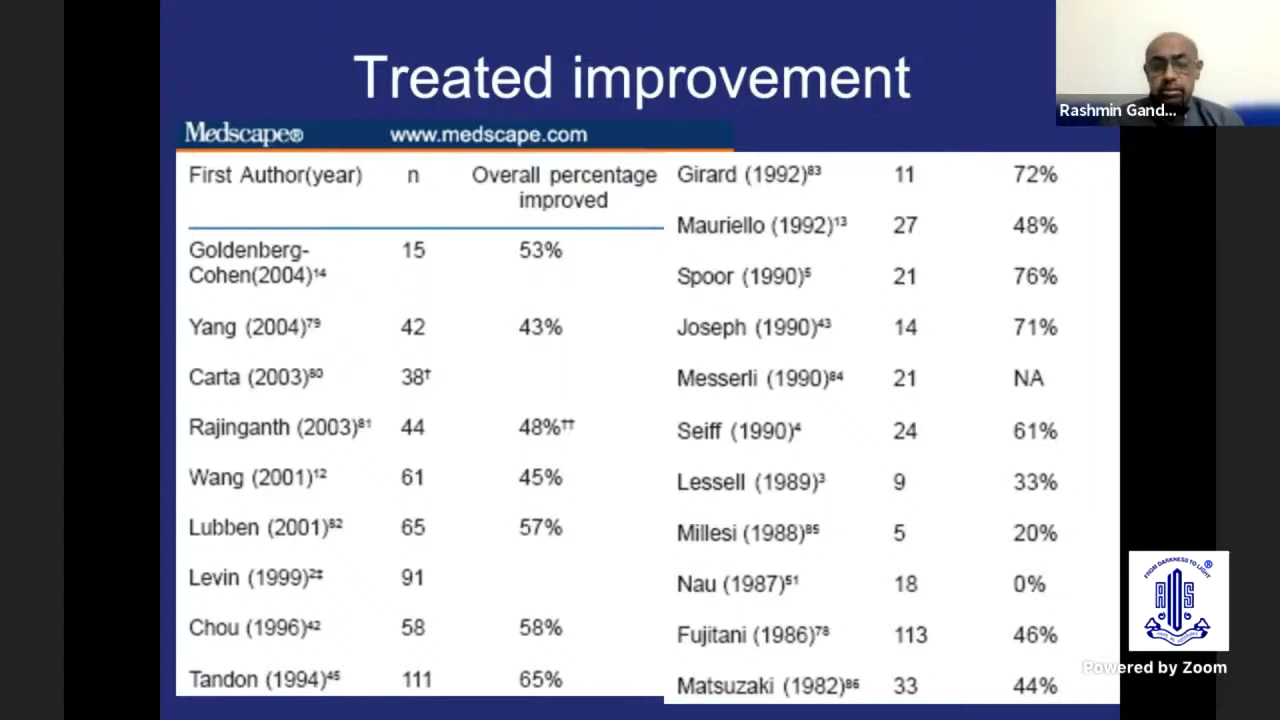 Treated improvement
Medscape® www.medscape.com
First Author(year) n Overall percentage
improved
Goldenberg-
Cohen(2004)¹⁴ 15 53%
Yang (2004)⁷⁹ 42 43%
Carta (2003)⁸⁰ 38†
Rajinganth (2003)⁸¹ 44 48%††
Wang (2001)¹² 61 45%
Lubben (2001)⁸² 65 57%
Levin (1999)²‡ 91
Chou (1996)⁴² 58 58%
Tandon (1994)⁴⁵ 111 65%
Girard (1992)⁸³ 11 72%
Mauriello (1992)¹³ 27 48%
Spoor (1990)⁵ 21 76%
Joseph (1990)⁴³ 14 71%
Messerli (1990)⁸⁴ 21 NA
Seiff (1990)⁴ 24 61%
Lessell (1989)³ 9 33%
Millesi (1988)⁸⁵ 5 20%
Nau (1987)⁵¹ 18 0%
Fujitani (1986)⁷⁸ 113 46%
Matsuzaki (1982)⁸⁶ 33 44%
Rashmin Gand...
FROM DARKNESS TO LIGHT ®
Powered by Zoom